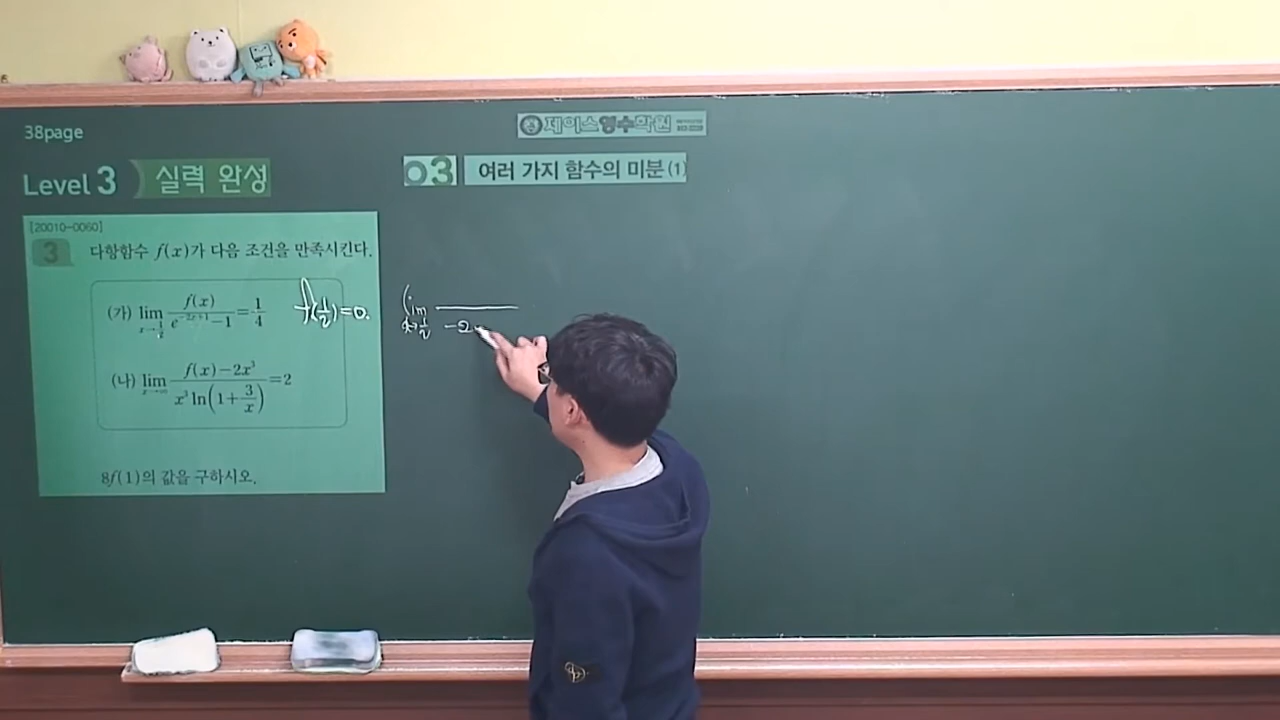 38page
제이스영수학원
Level 3 실력 완성
03 여러 가지 함수의 미분 (1)
[20010-0060]
3 다항함수 f(x)가 다음 조건을 만족시킨다.
(가) lim x→1/2 f(x)/(e^(-2x+1)-1)=1/4
f(1/2)=0.
lim x→1/2 -2
(나) lim x→∞ (f(x)-2x³)/(x³ ln(1+3/x))=2
8f(1)의 값을 구하시오.